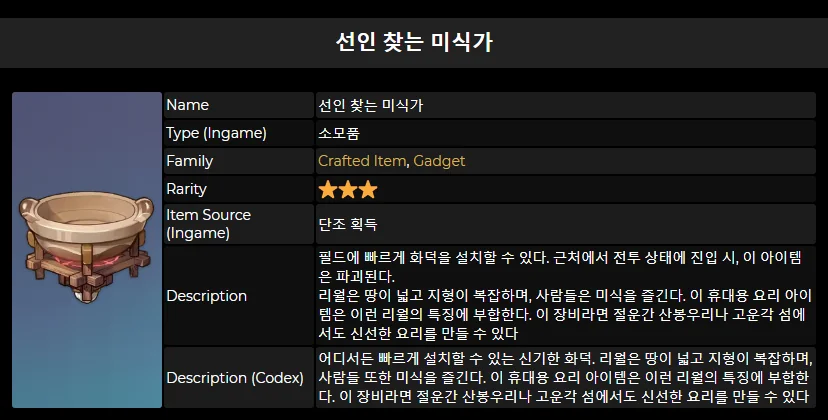 선인 찾는 미식가
Name
선인 찾는 미식가
Type (Ingame)
소모품
Family
Crafted Item, Gadget
Rarity
Item Source
(Ingame)
단조 획득
Description
필드에 빠르게 화덕을 설치할 수 있다. 근처에서 전투 상태에 진입 시, 이 아이템
은 파괴된다.
리월은 땅이 넓고 지형이 복잡하며, 사람들은 미식을 즐긴다. 이 휴대용 요리 아이
템은 이런 리월의 특징에 부합한다. 이 장비라면 절운간 산봉우리나 고운각 섬에
서도 신선한 요리를 만들 수 있다
Description (Codex)
어디서든 빠르게 설치할 수 있는 신기한 화덕. 리월은 땅이 넓고 지형이 복잡하며,
사람들 또한 미식을 즐긴다. 이 휴대용 요리 아이템은 이런 리월의 특징에 부합한
다. 이 장비라면 절운간 산봉우리나 고운각 섬에서도 신선한 요리를 만들 수 있다